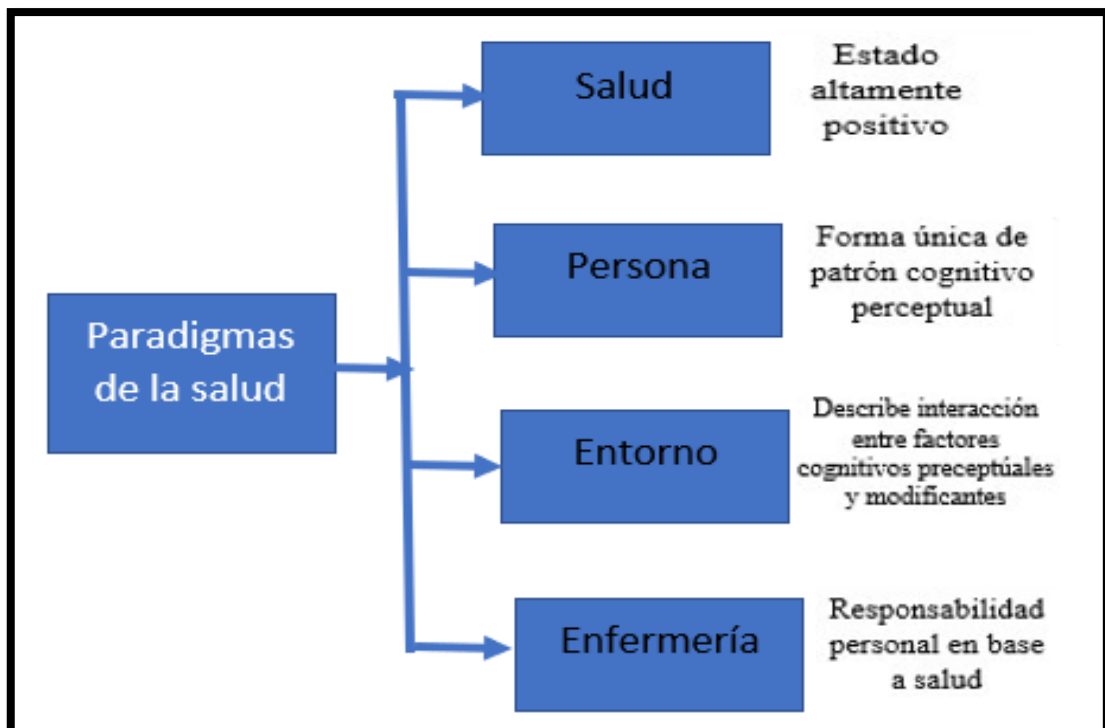 Paradigmas
de la salud
Salud
Estado
altamente
positivo
Persona
Forma única de
patrón cognitivo
perceptual
Entorno
Describe interacción
entre factores
cognitivos preceptúales
y modificantes
Enfermería
Responsabilidad
personal en base
a salud